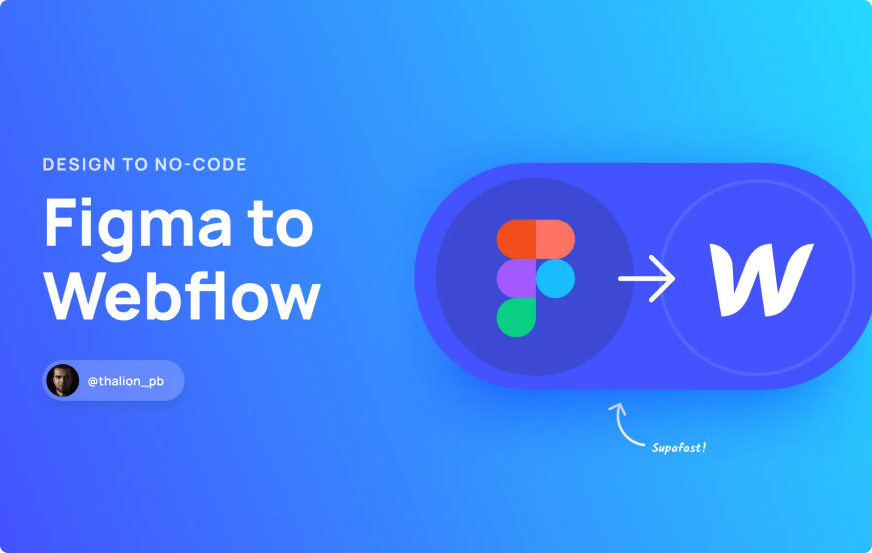 DESIGN TO NO-CODE
Figma to
Webflow
@thalion_pb
Supafast!